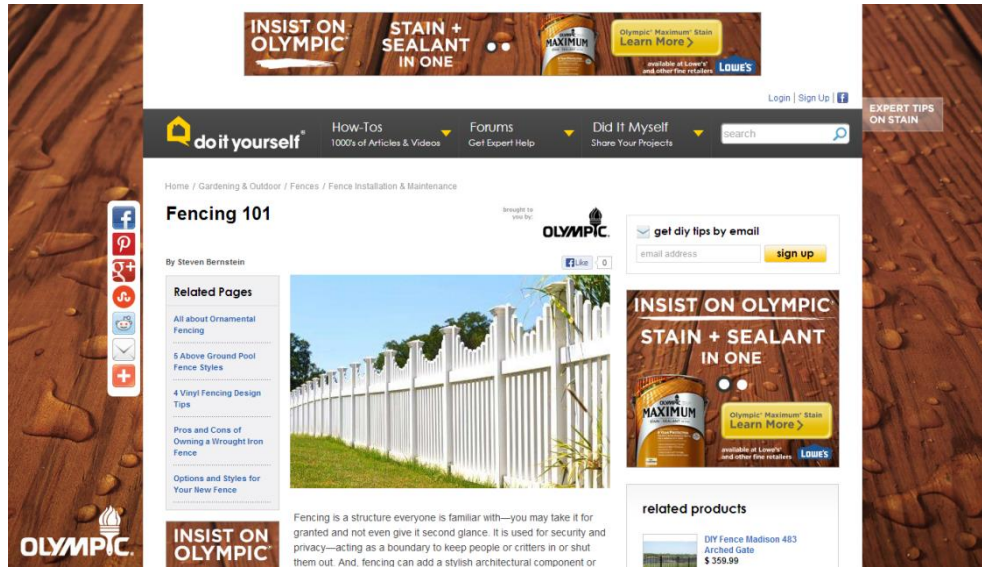 INSIST ON
OLYMPIC
STAIN +
SEALANT
IN ONE
MAXIMUM
Olympic® Maximum® Stain
Learn More >
available at Lowe's®
and other fine retailers
LOWE'S
Login | Sign Up |
EXPERT TIPS
ON STAIN
do it yourself®
How-Tos
1000's of Articles & Videos
Forums
Get Expert Help
Did It Myself
Share Your Projects
search
Home / Gardening & Outdoor / Fences / Fence Installation & Maintenance
Fencing 101
brought to
you by:
OLYMPIC.
By Steven Bernstein
Like 0
get diy tips by email
email address
sign up
Related Pages
All about Ornamental
Fencing
5 Above Ground Pool
Fence Styles
4 Vinyl Fencing Design
Tips
Pros and Cons of
Owning a Wrought Iron
Fence
Options and Styles for
Your New Fence
INSIST ON
OLYMPIC
INSIST ON OLYMPIC®
STAIN + SEALANT
IN ONE
OLYMPIC
MAXIMUM
Olympic® Maximum® Stain
Learn More >
available at Lowe's®
and other fine retailers
LOWE'S
Fencing is a structure everyone is familiar with—you may take it for
granted and not even give it second glance. It is used for security and
privacy—acting as a boundary to keep people or critters in or shut
them out. And, fencing can add a stylish architectural component or
related products
DIY Fence Madison 483
Arched Gate
$ 359.99
OLYMPIC.